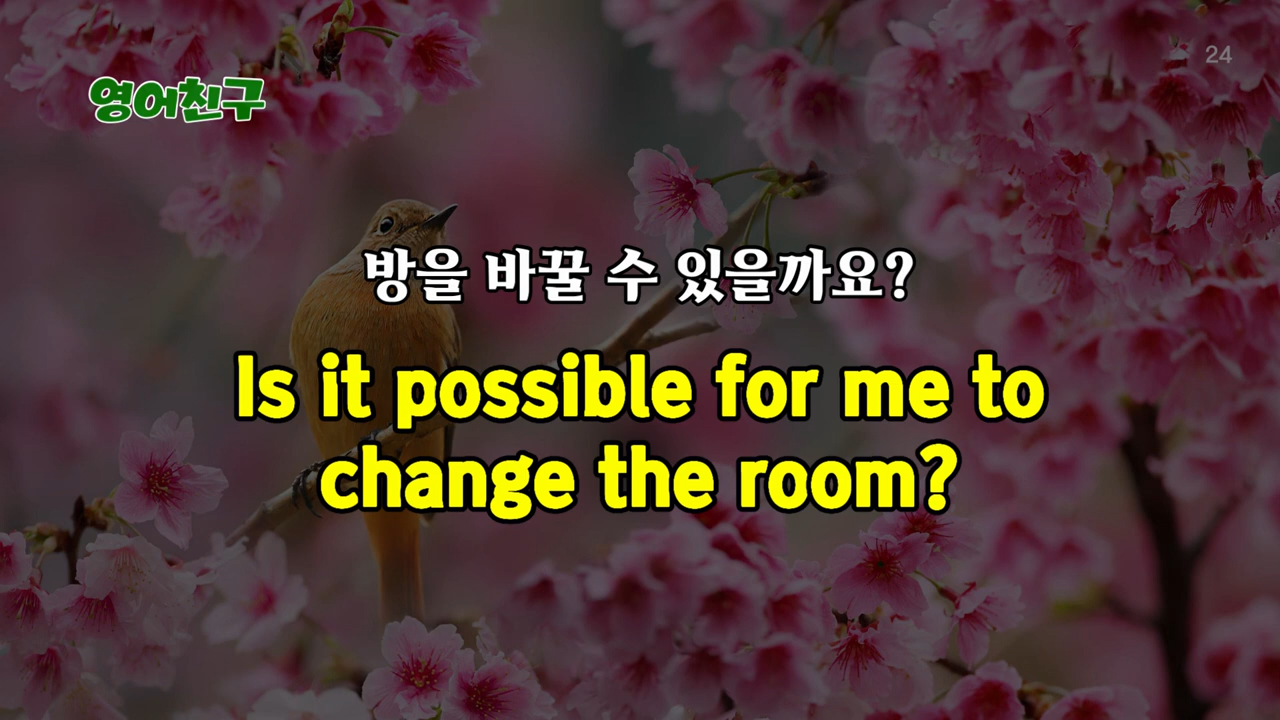 영어친구
24
방을 바꿀 수 있을까요?
Is it possible for me to
change the room?